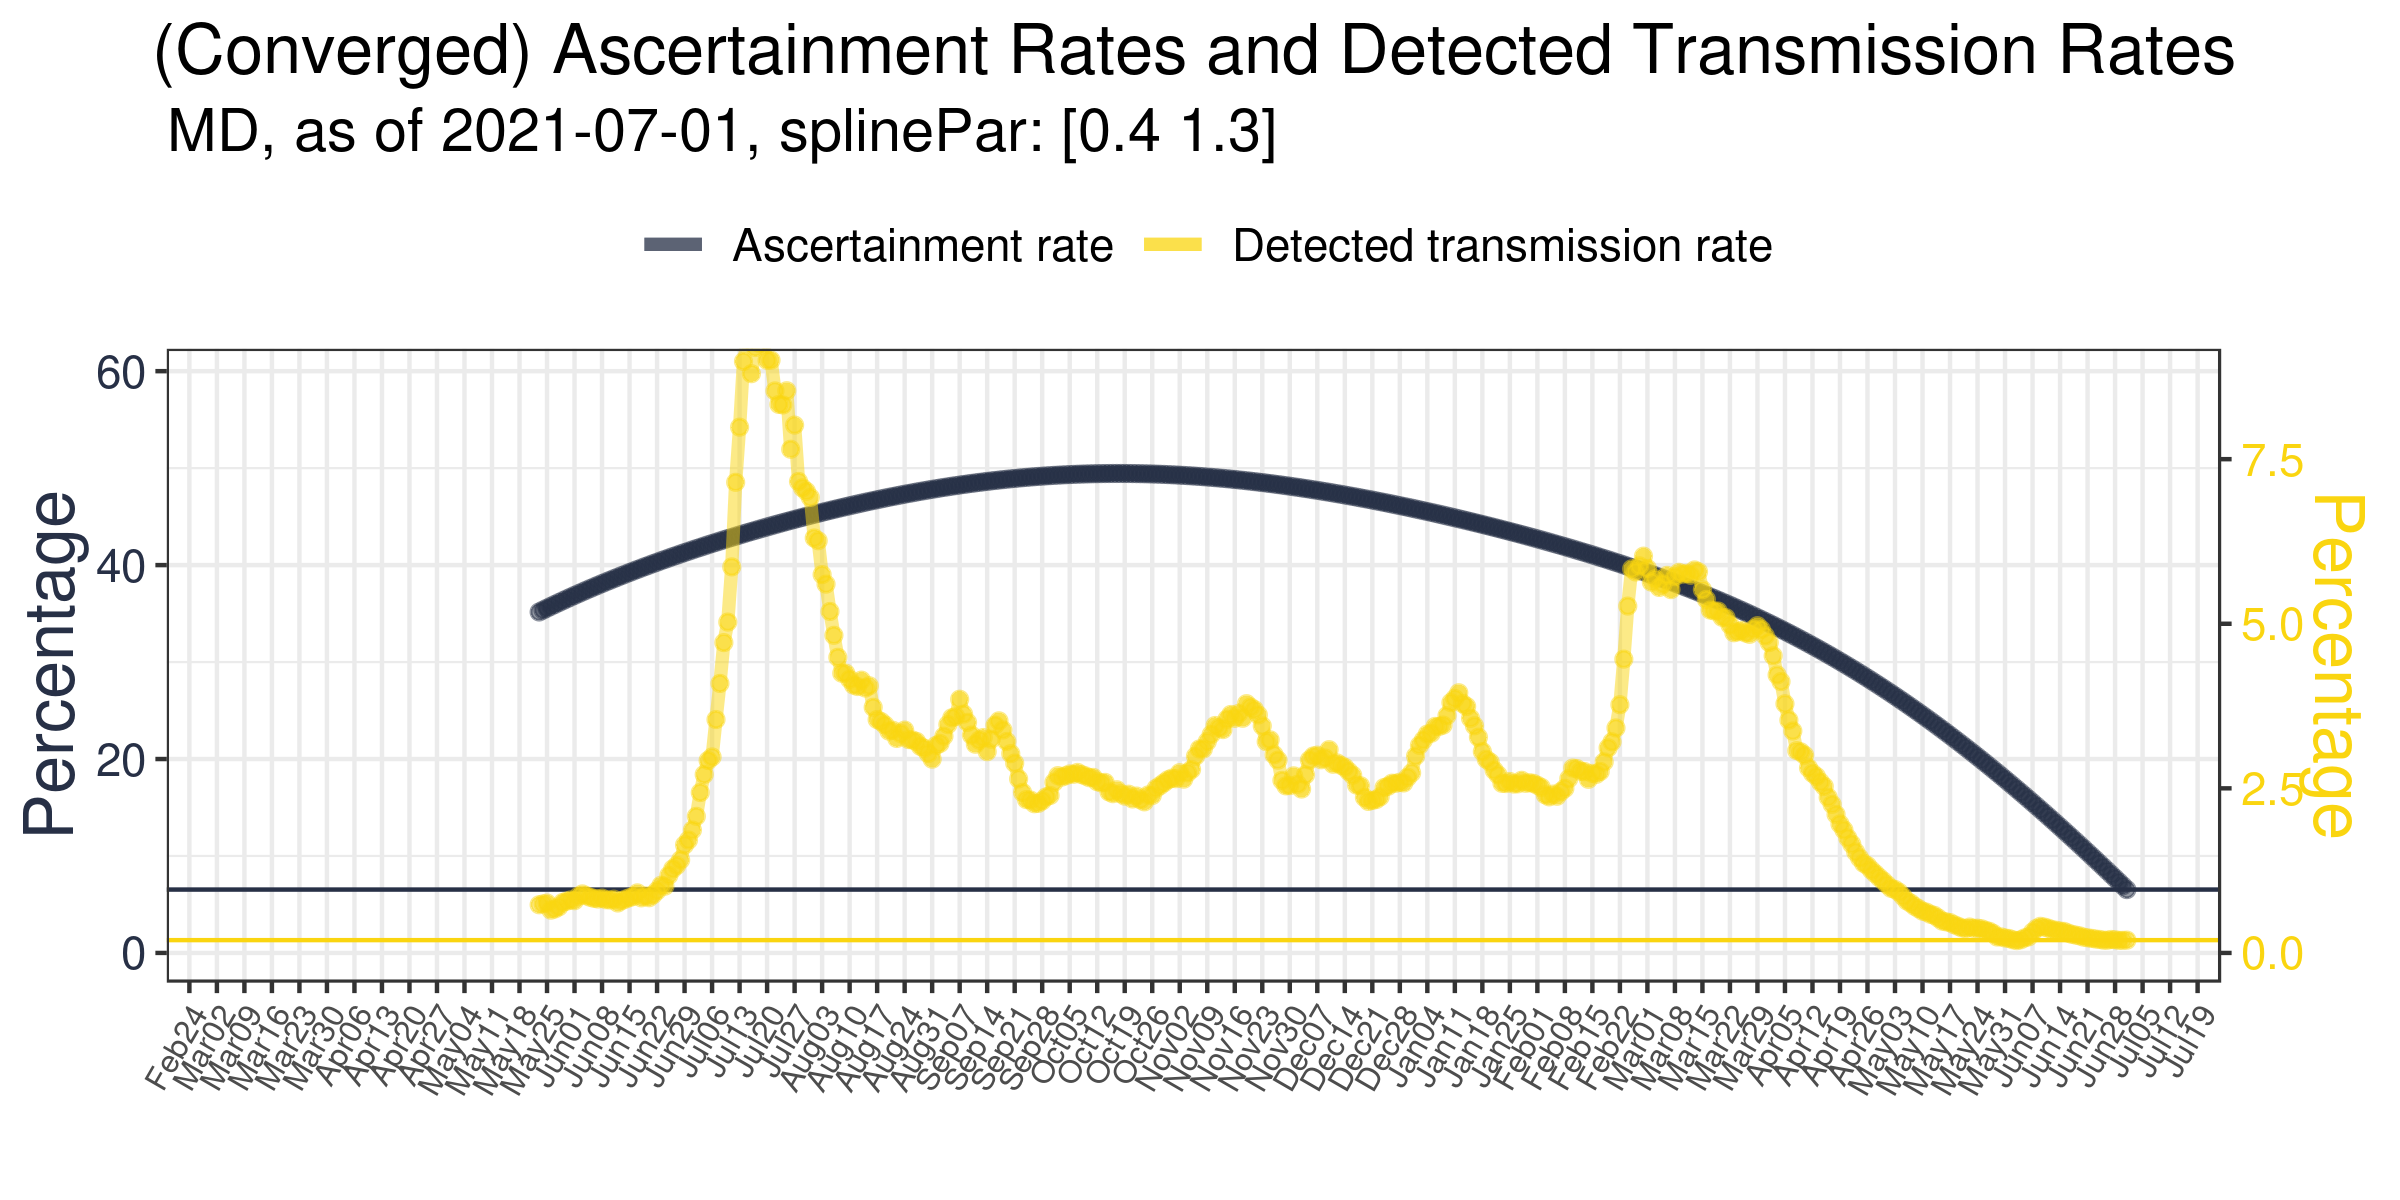 (Converged) Ascertainment Rates and Detected Transmission Rates
MD, as of 2021-07-01, splinePar: [0.4 1.3]
Ascertainment rate
Detected transmission rate
Percentage
60
40
20
0
7.5
5.0
2.5
0.0
Percentage
Feb24
Mar02
Mar09
Mar16
Mar23
Mar30
Apr06
Apr13
Apr20
Apr27
May04
May11
May18
May25
Jun01
Jun08
Jun15
Jun22
Jun29
Jul06
Jul13
Jul20
Jul27
Aug03
Aug10
Aug17
Aug24
Aug31
Sep07
Sep14
Sep21
Sep28
Oct05
Oct12
Oct19
Oct26
Nov02
Nov09
Nov16
Nov23
Nov30
Dec07
Dec14
Dec21
Dec28
Jan04
Jan11
Jan18
Jan25
Feb01
Feb08
Feb15
Feb22
Mar01
Mar08
Mar15
Mar22
Mar29
Apr05
Apr12
Apr19
Apr26
May03
May10
May17
May24
May31
Jun07
Jun14
Jun21
Jun28
Jul05
Jul12
Jul19